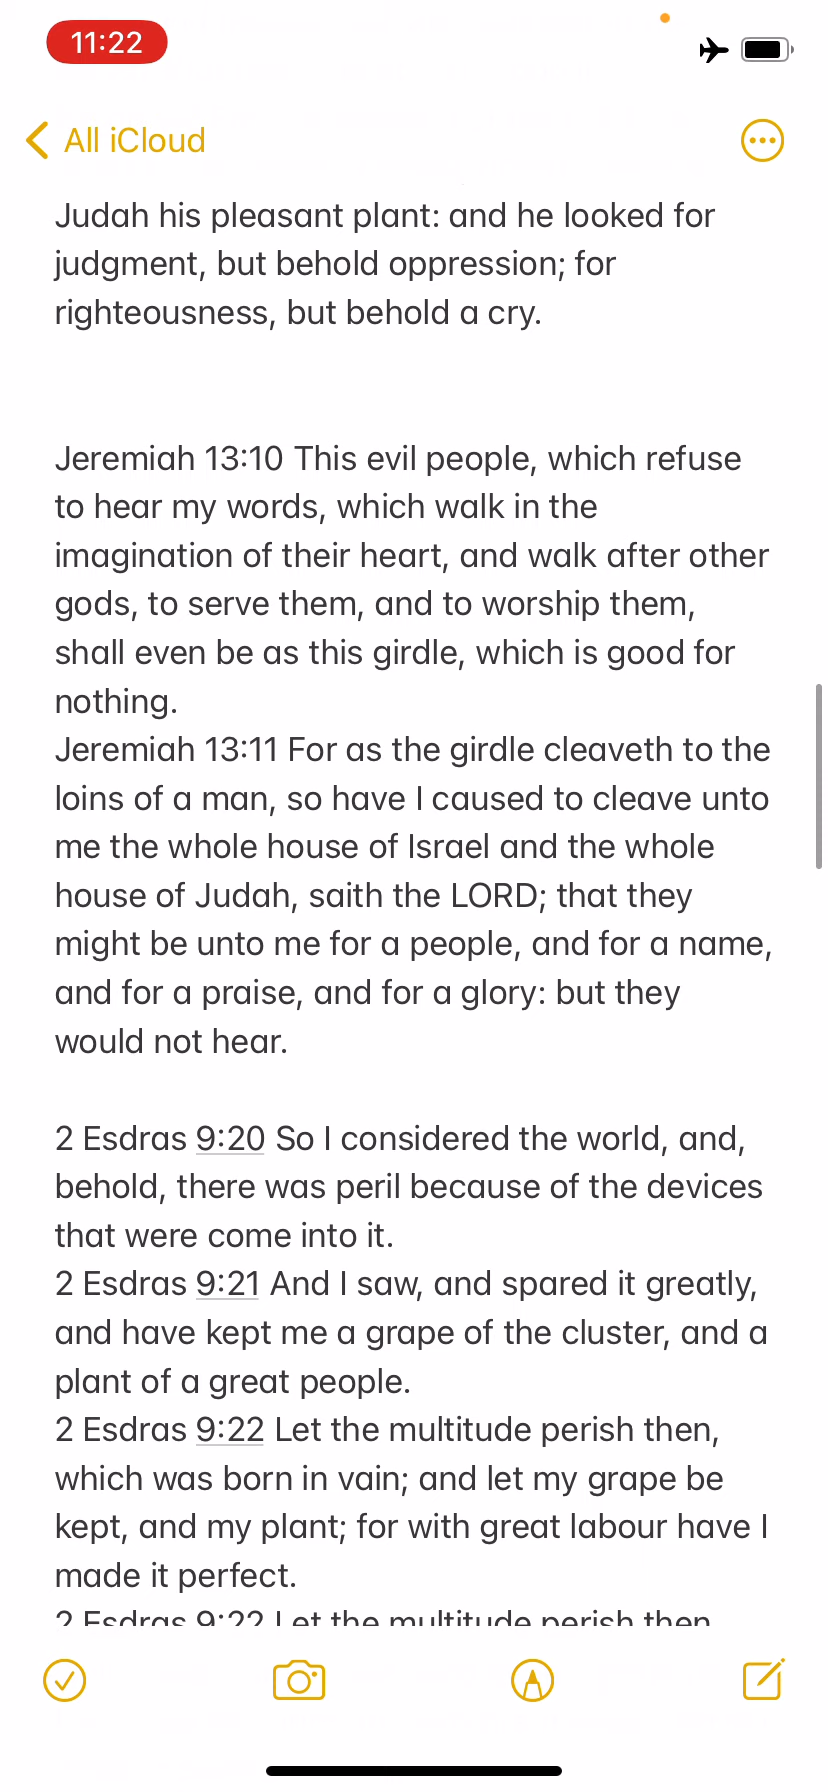 11:22
All iCloud
Judah his pleasant plant: and he looked for
judgment, but behold oppression; for
righteousness, but behold a cry.
Jeremiah 13:10 This evil people, which refuse
to hear my words, which walk in the
imagination of their heart, and walk after other
gods, to serve them, and to worship them,
shall even be as this girdle, which is good for
nothing.
Jeremiah 13:11 For as the girdle cleaveth to the
loins of a man, so have I caused to cleave unto
me the whole house of Israel and the whole
house of Judah, saith the LORD; that they
might be unto me for a people, and for a name,
and for a praise, and for a glory: but they
would not hear.
2 Esdras 9:20 So I considered the world, and,
behold, there was peril because of the devices
that were come into it.
2 Esdras 9:21 And I saw, and spared it greatly,
and have kept me a grape of the cluster, and a
plant of a great people.
2 Esdras 9:22 Let the multitude perish then,
which was born in vain; and let my grape be
kept, and my plant; for with great labour have I
made it perfect.
2 Esdras 9:22 Let the multitude perish then